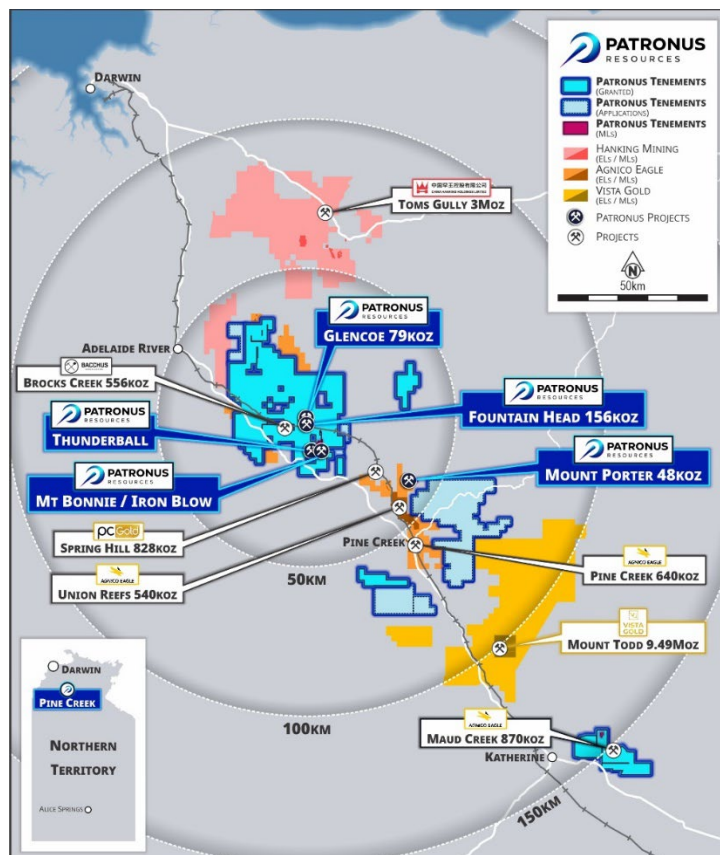 DARWIN
PATRONUS
RESOURCES
PATRONUS TENEMENTS
(GRANTED)
PATRONUS TENEMENTS
(APPLICATIONS)
PATRONUS TENEMENTS
(MLS)
HANKING MINING
(ELS / MLS)
AGNICO EAGLE
(ELS / MLS)
VISTA GOLD
(ELS / MLS)
PATRONUS PROJECTS
PROJECTS
N
50KM
TOMS GULLY 3MOZ
PATRONUS
RESOURCES
GLENCOE 79KOZ
ADELAIDE RIVER
BACCHUS
BROCKS CREEK 556KOZ
PATRONUS
RESOURCES
FOUNTAIN HEAD 156KOZ
PATRONUS
RESOURCES
THUNDERBALL
PATRONUS
RESOURCES
MOUNT PORTER 48KOZ
PATRONUS
RESOURCES
MT BONNIE / IRON BLOW
PC GOLD
SPRING HILL 828KOZ
PINE CREEK
AGNICO EAGLE
UNION REEFS 540KOZ
50KM
AGNICO EAGLE
PINE CREEK 640KOZ
VISTA
GOLD
MOUNT TODD 9.49MOZ
100KM
AGNICO EAGLE
MAUD CREEK 870KOZ
KATHERINE
150KM
DARWIN
PINE CREEK
NORTHERN
TERRITORY
ALICE SPRINGS